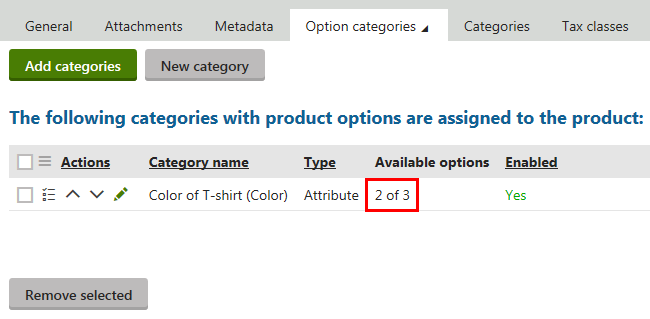 General Attachments Metadata Option categories Categories Tax classes
Add categories New category
The following categories with product options are assigned to the product:
Actions Category name Type Available options Enabled
Color of T-shirt (Color) Attribute 2 of 3 Yes
Remove selected